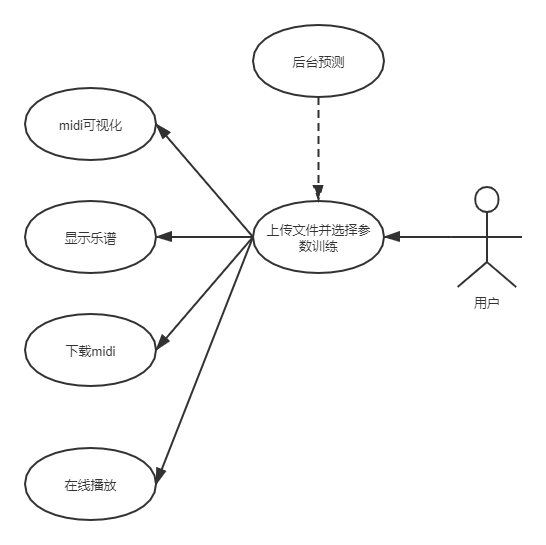 后台预测
midi可视化
显示乐谱
上传文件并选择参
数训练
用户
下载midi
在线播放